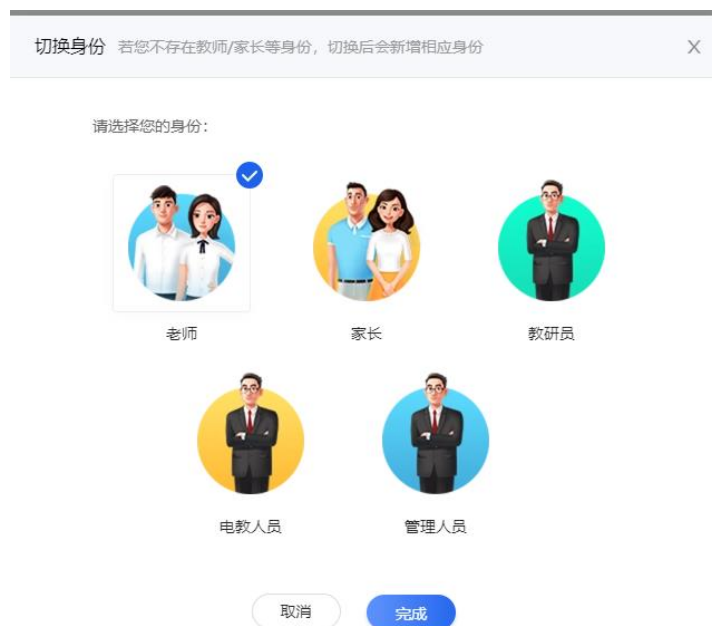 切换身份 若您不存在教师/家长等身份，切换后会新增相应身份 X
请选择您的身份：
老师 家长 教研员
电教人员 管理人员
取消 完成